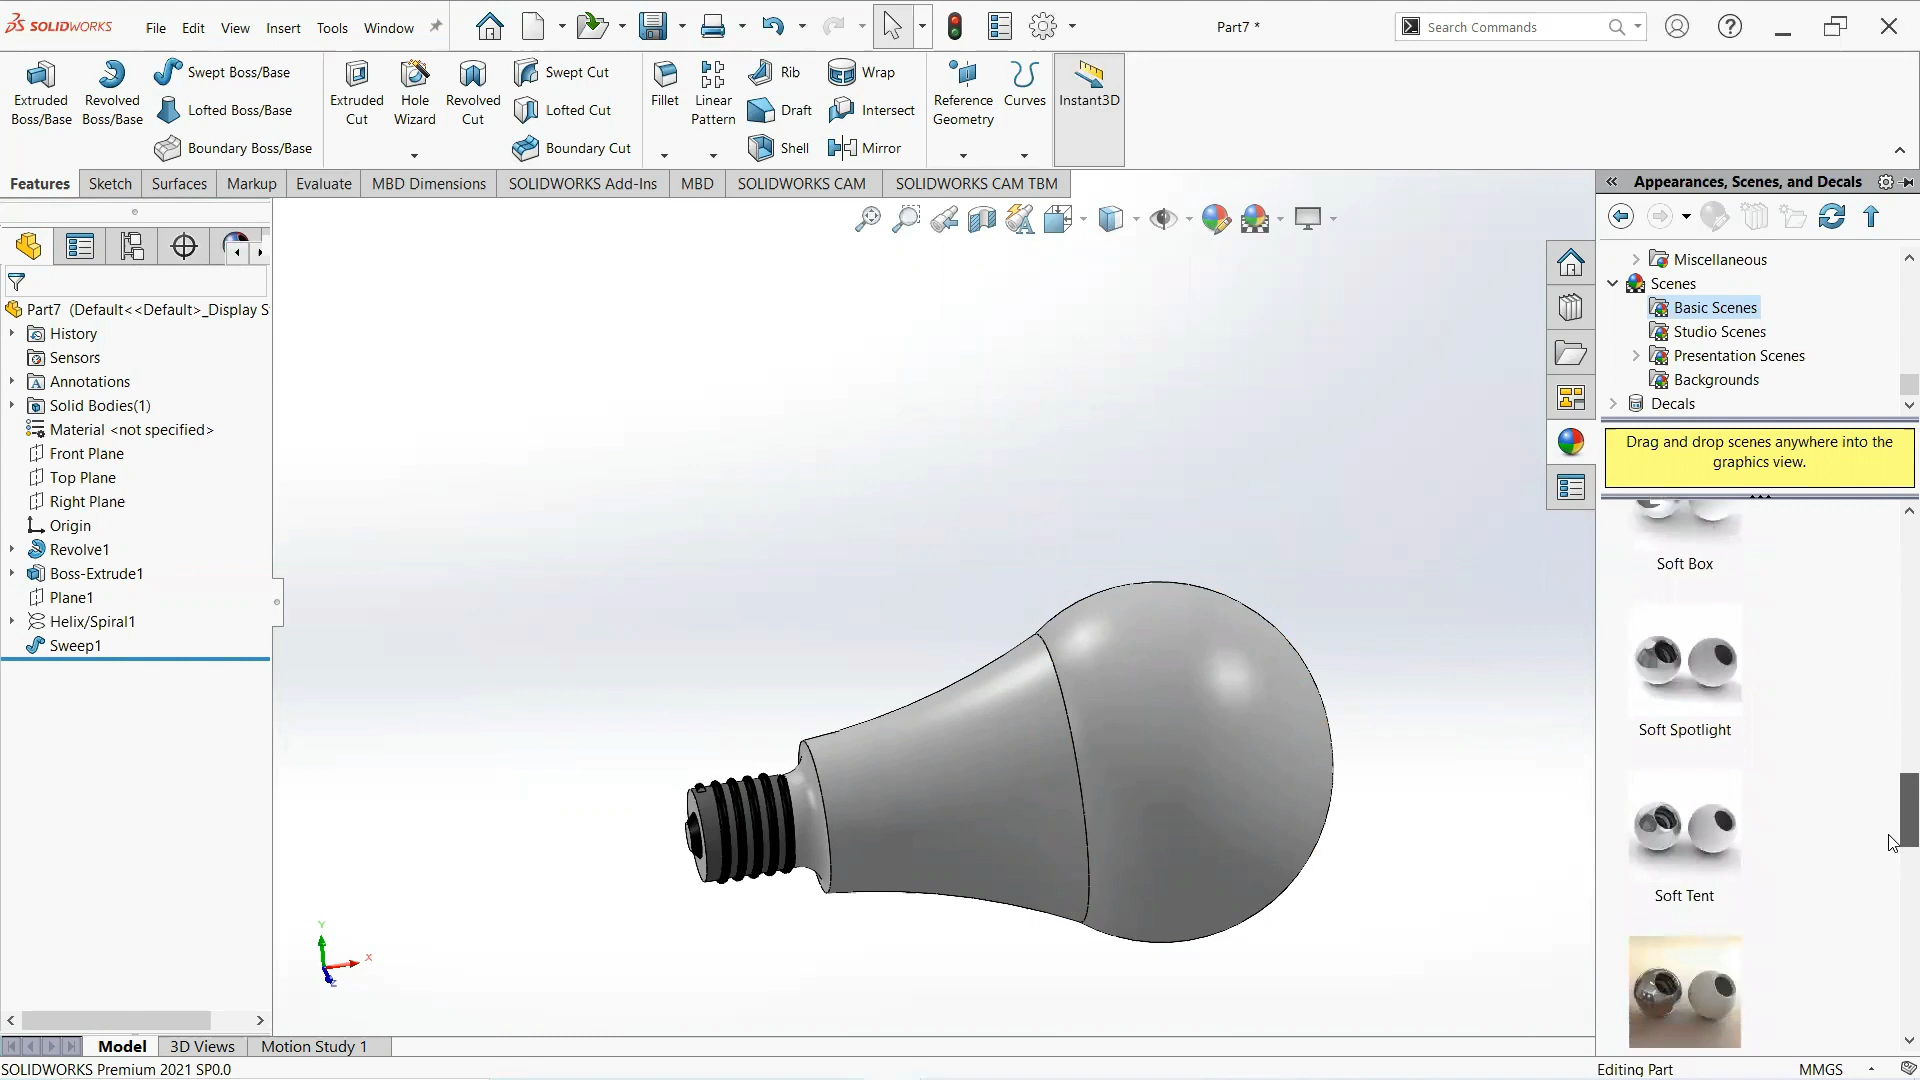 SOLIDWORKS File Edit View Insert Tools Window Part7 * Search Commands
Extruded Boss/Base
Revolved Boss/Base
Swept Boss/Base
Lofted Boss/Base
Boundary Boss/Base
Extruded Cut
Hole Wizard
Revolved Cut
Swept Cut
Lofted Cut
Boundary Cut
Fillet
Linear Pattern
Rib
Draft
Shell
Wrap
Intersect
Mirror
Reference Geometry
Curves
Instant3D
Features Sketch Surfaces Markup Evaluate MBD Dimensions SOLIDWORKS Add-Ins MBD SOLIDWORKS CAM SOLIDWORKS CAM TBM
Part7 (Default<<Default>_Display S
History
Sensors
Annotations
Solid Bodies(1)
Material <not specified>
Front Plane
Top Plane
Right Plane
Origin
Revolve1
Boss-Extrude1
Plane1
Helix/Spiral1
Sweep1
Y
X
Z
Appearances, Scenes, and Decals
Miscellaneous
Scenes
Basic Scenes
Studio Scenes
Presentation Scenes
Backgrounds
Decals
Drag and drop scenes anywhere into the
graphics view.
Soft Box
Soft Spotlight
Soft Tent
Model 3D Views Motion Study 1
SOLIDWORKS Premium 2021 SP0.0 Editing Part MMGS